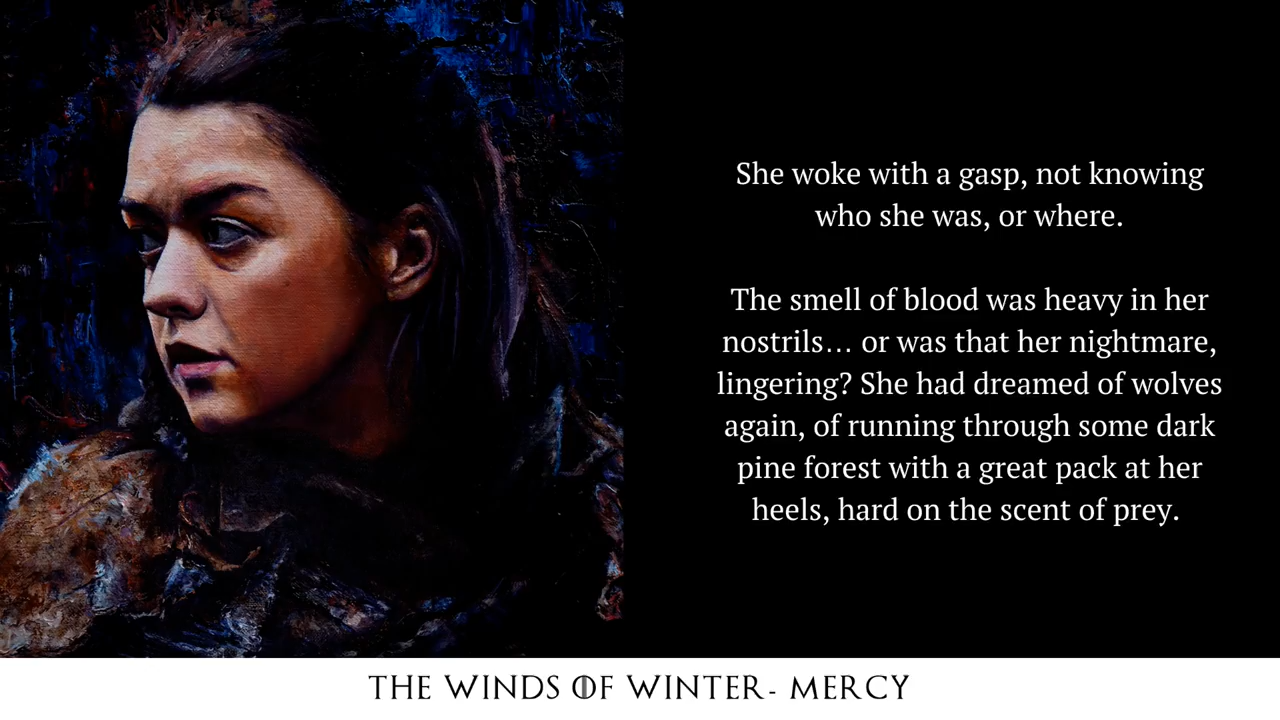 She woke with a gasp, not knowing
who she was, or where.
The smell of blood was heavy in her
nostrils… or was that her nightmare,
lingering? She had dreamed of wolves
again, of running through some dark
pine forest with a great pack at her
heels, hard on the scent of prey.
THE WINDS OF WINTER- MERCY